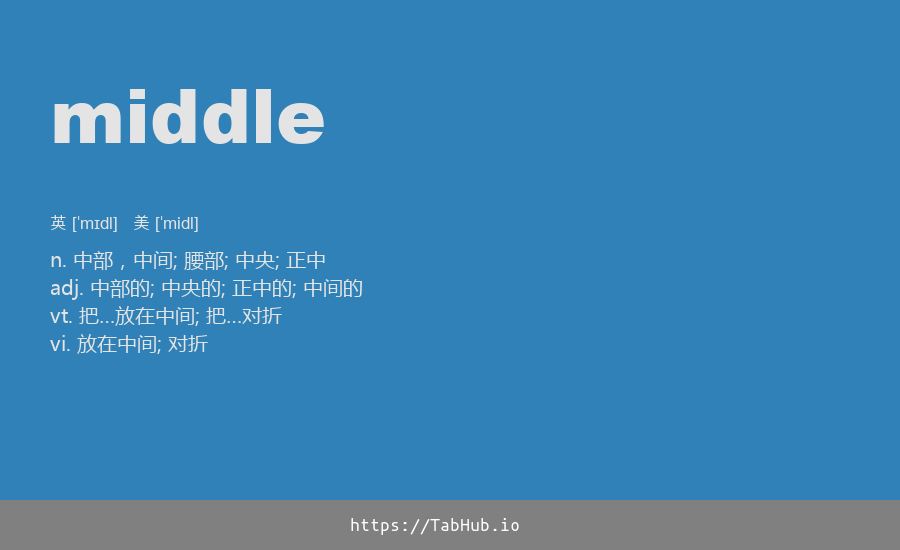 middle
英 [ˈmɪdl] 美 [ˈmidl]
n. 中部，中间; 腰部; 中央; 正中
adj. 中部的; 中央的; 正中的; 中间的
vt. 把…放在中间; 把…对折
vi. 放在中间; 对折
https://TabHub.io